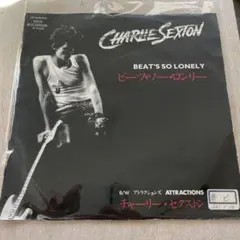 CHARLIE SEXTON
BEAT'S SO LONELY
ビーツ・ソー・ロンリー
B/W アトラクションズ ATTRACTIONS
チャーリー・セクストン